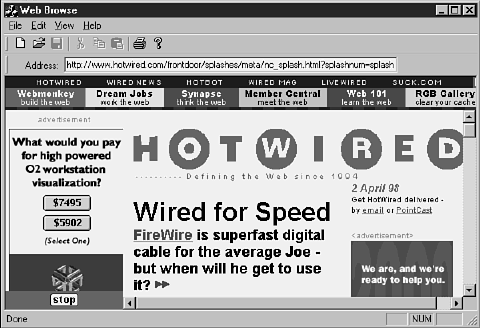 Web Browse
File Edit View Help
Address: http://www.hotwired.com/frontdoor/splashes/meta/nc_splash.html?splashnum=splash
HOTWIRED WIRED NEWS HOTBOT WIRED MAG LIVEWIRED SUCK.COM
Webmonkey Dream Jobs Synapse Member Central Web 101 ROB Gallery
build the web work the web think the web meet the web learn the web clear your cache
advertisement
What would you pay
for high powered
O2 workstation
visualization?
$7495
$5902
(Select One)
stop
HOTWIRED
Defining the Web since 1994
2 April 98
Get HotWired delivered -
by email or PointCast
Wired for Speed
FireWire is superfast digital
cable for the average Joe -
but when will he get to use
it?
<advertisement>
We are, and we're
ready to help you.
Done NUM